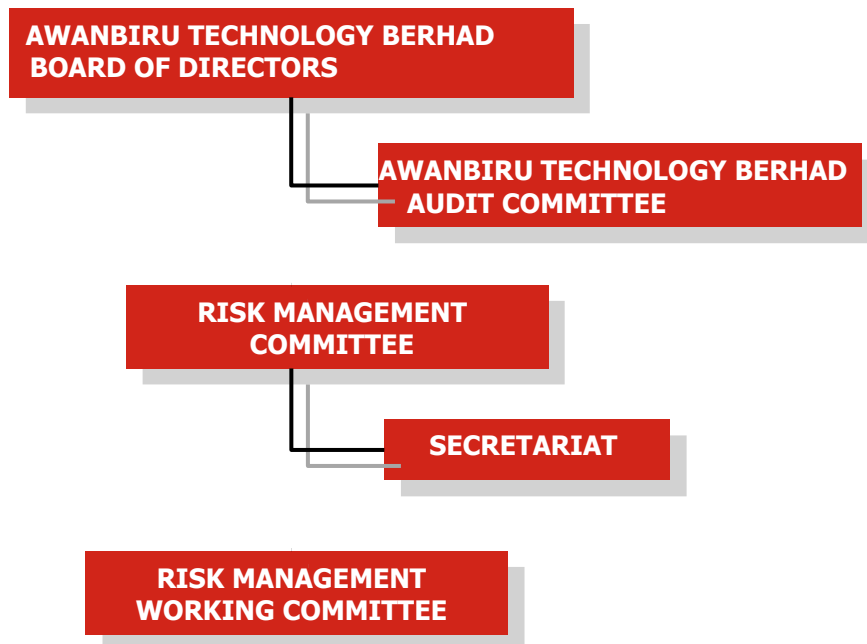 AWANBIRU TECHNOLOGY BERHAD
BOARD OF DIRECTORS
AWANBIRU TECHNOLOGY BERHAD
AUDIT COMMITTEE
RISK MANAGEMENT
COMMITTEE
SECRETARIAT
RISK MANAGEMENT
WORKING COMMITTEE